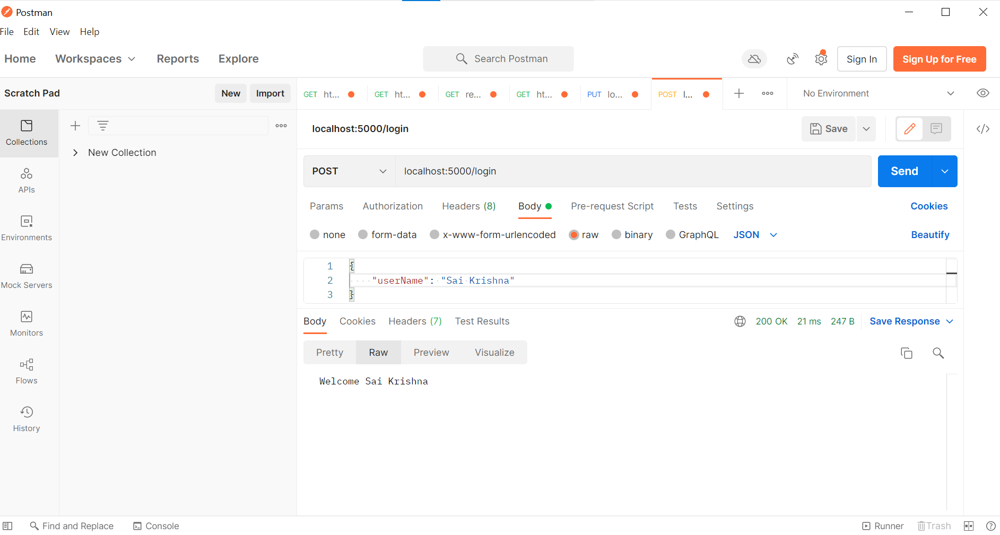 Postman
File Edit View Help
Home Workspaces Reports Explore Search Postman Sign In Sign Up for Free
Scratch Pad New Import GET ht... GET ht... GET re... GET ht... PUT lo... POST l... No Environment
Collections
New Collection
APIs
Environments
Mock Servers
Monitors
Flows
History
localhost:5000/login Save
POST localhost:5000/login Send
Params Authorization Headers (8) Body Pre-request Script Tests Settings Cookies
none form-data x-www-form-urlencoded raw binary GraphQL JSON Beautify
1 {
2 "userName": "Sai Krishna"
3 }
Body Cookies Headers (7) Test Results 200 OK 21 ms 247 B Save Response
Pretty Raw Preview Visualize
Welcome Sai Krishna
Find and Replace Console Runner Trash